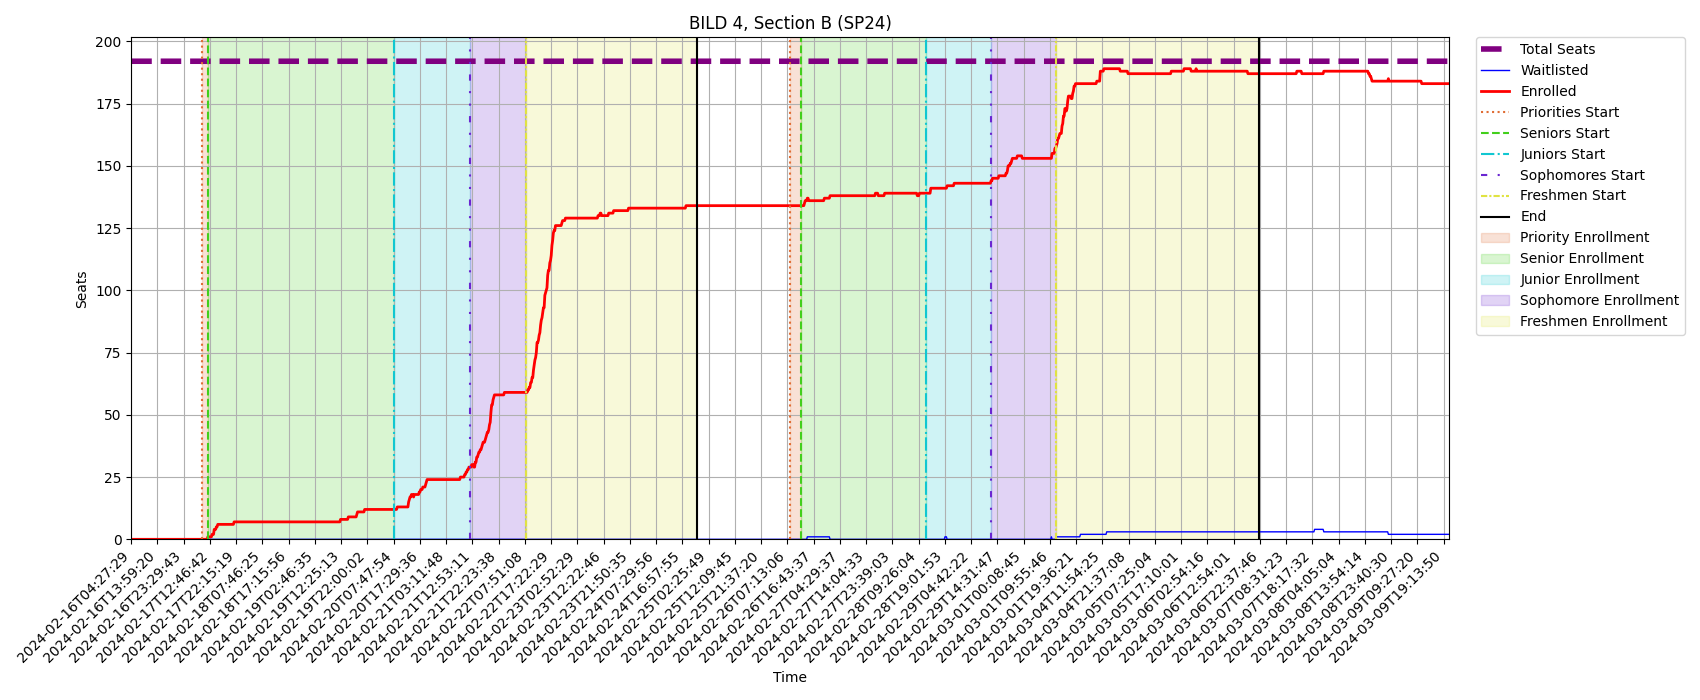 BILD 4, Section B (SP24)
200
175
150
125
100
75
50
25
0
Seats
2024-02-16T04:27:29
2024-02-16T13:59:20
2024-02-16T23:29:43
2024-02-17T12:46:42
2024-02-17T22:15:19
2024-02-18T07:46:25
2024-02-18T17:15:56
2024-02-19T02:46:35
2024-02-19T12:25:13
2024-02-19T22:00:02
2024-02-20T07:47:54
2024-02-20T17:29:36
2024-02-21T03:11:48
2024-02-21T12:53:11
2024-02-21T22:23:38
2024-02-22T07:51:08
2024-02-22T17:22:29
2024-02-23T03:52:29
2024-02-23T13:22:46
2024-02-23T21:50:35
2024-02-24T07:29:56
2024-02-24T16:57:55
2024-02-25T02:25:49
2024-02-25T12:09:45
2024-02-25T21:37:20
2024-02-26T07:13:06
2024-02-26T16:43:37
2024-02-27T04:29:37
2024-02-27T14:04:33
2024-02-27T23:39:03
2024-02-28T09:26:04
2024-02-28T19:01:53
2024-02-29T04:42:22
2024-02-29T14:31:47
2024-03-01T00:08:45
2024-03-01T09:55:46
2024-03-01T19:36:21
2024-03-04T11:54:25
2024-03-04T21:37:08
2024-03-05T07:25:04
2024-03-05T17:10:01
2024-03-06T02:54:16
2024-03-06T12:54:01
2024-03-06T22:37:46
2024-03-07T08:31:23
2024-03-07T18:17:32
2024-03-08T04:05:04
2024-03-08T13:54:14
2024-03-08T23:40:30
2024-03-09T09:27:20
2024-03-09T19:13:50
Time
Total Seats
Waitlisted
Enrolled
Priorities Start
Seniors Start
Juniors Start
Sophomores Start
Freshmen Start
End
Priority Enrollment
Senior Enrollment
Junior Enrollment
Sophomore Enrollment
Freshmen Enrollment